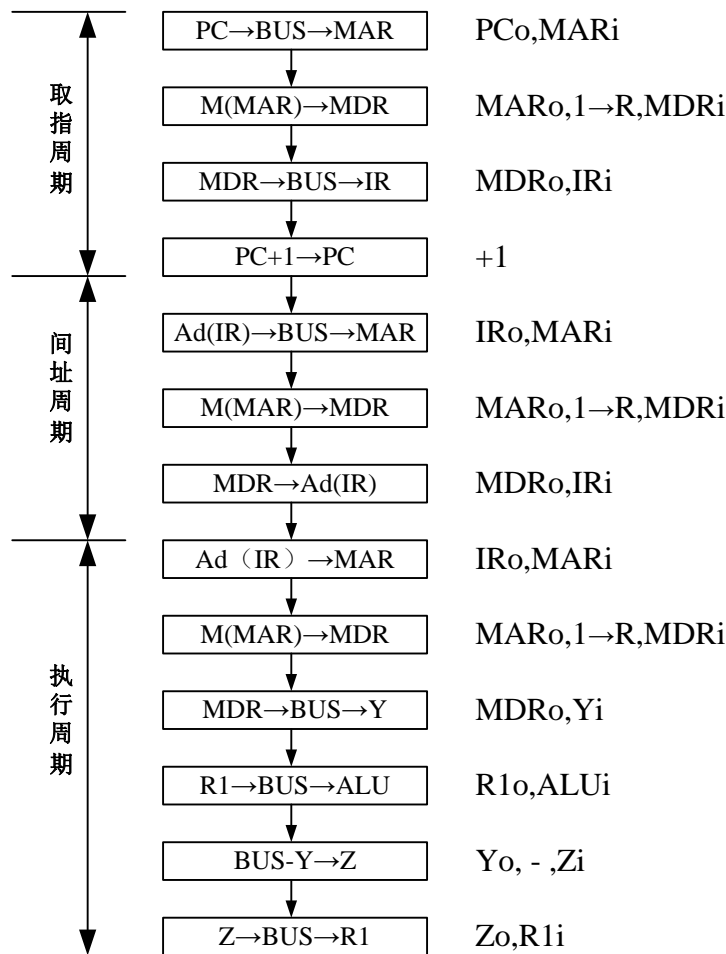 取指周期
PC→BUS→MAR PCo,MARi
M(MAR)→MDR MARo,1→R,MDRi
MDR→BUS→IR MDRo,IRi
PC+1→PC +1
间址周期
Ad(IR)→BUS→MAR IRo,MARi
M(MAR)→MDR MARo,1→R,MDRi
MDR→Ad(IR) MDRo,IRi
执行周期
Ad（IR）→MAR IRo,MARi
M(MAR)→MDR MARo,1→R,MDRi
MDR→BUS→Y MDRo,Yi
R1→BUS→ALU R1o,ALUi
BUS-Y→Z Yo, - ,Zi
Z→BUS→R1 Zo,R1i